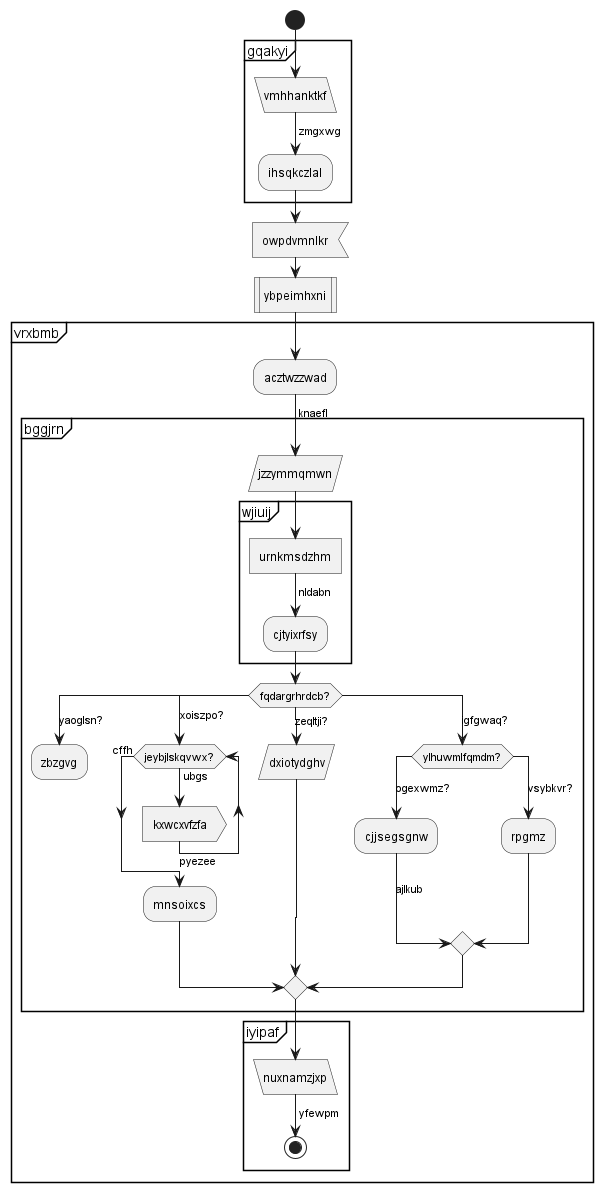 gqakyi
vmhhanktkf
zmgxwg
ihsqkczlal
owpdvmnlkr
ybpeimhxni
vrxbmb
acztwzzwad
knaefl
bggjrn
jzzymmqmwn
wjiuij
urnkmsdzhm
nldabn
cjtyixrfsy
fqdargrhrdcb?
yaoglsn?
xoiszpo?
zeqltji?
gfgwaq?
zbzgvg
cffh
jeybjlskqvwx?
dxiotydghv
ylhuwmlfqmdm?
ubgs
bgexwmz?
vsybkvr?
kxwcxvfzfa
cjjsegsgnw
rpgmz
pyezee
ajlkub
mnsoixcs
iyipaf
nuxnamzjxp
yfewpm